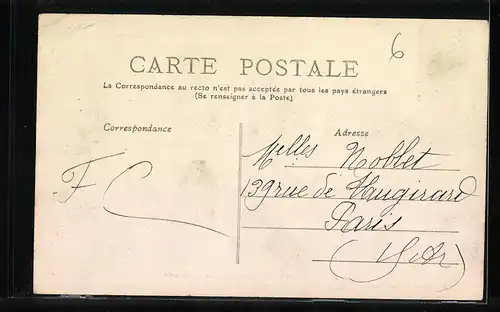 6
CARTE POSTALE
La Correspondance au recto n'est pas acceptée par tous les pays étrangers
(Se renseigner à la Poste)
Correspondance
Adresse
F C
Melles Noblet
139 rue de Vaugirard
Paris